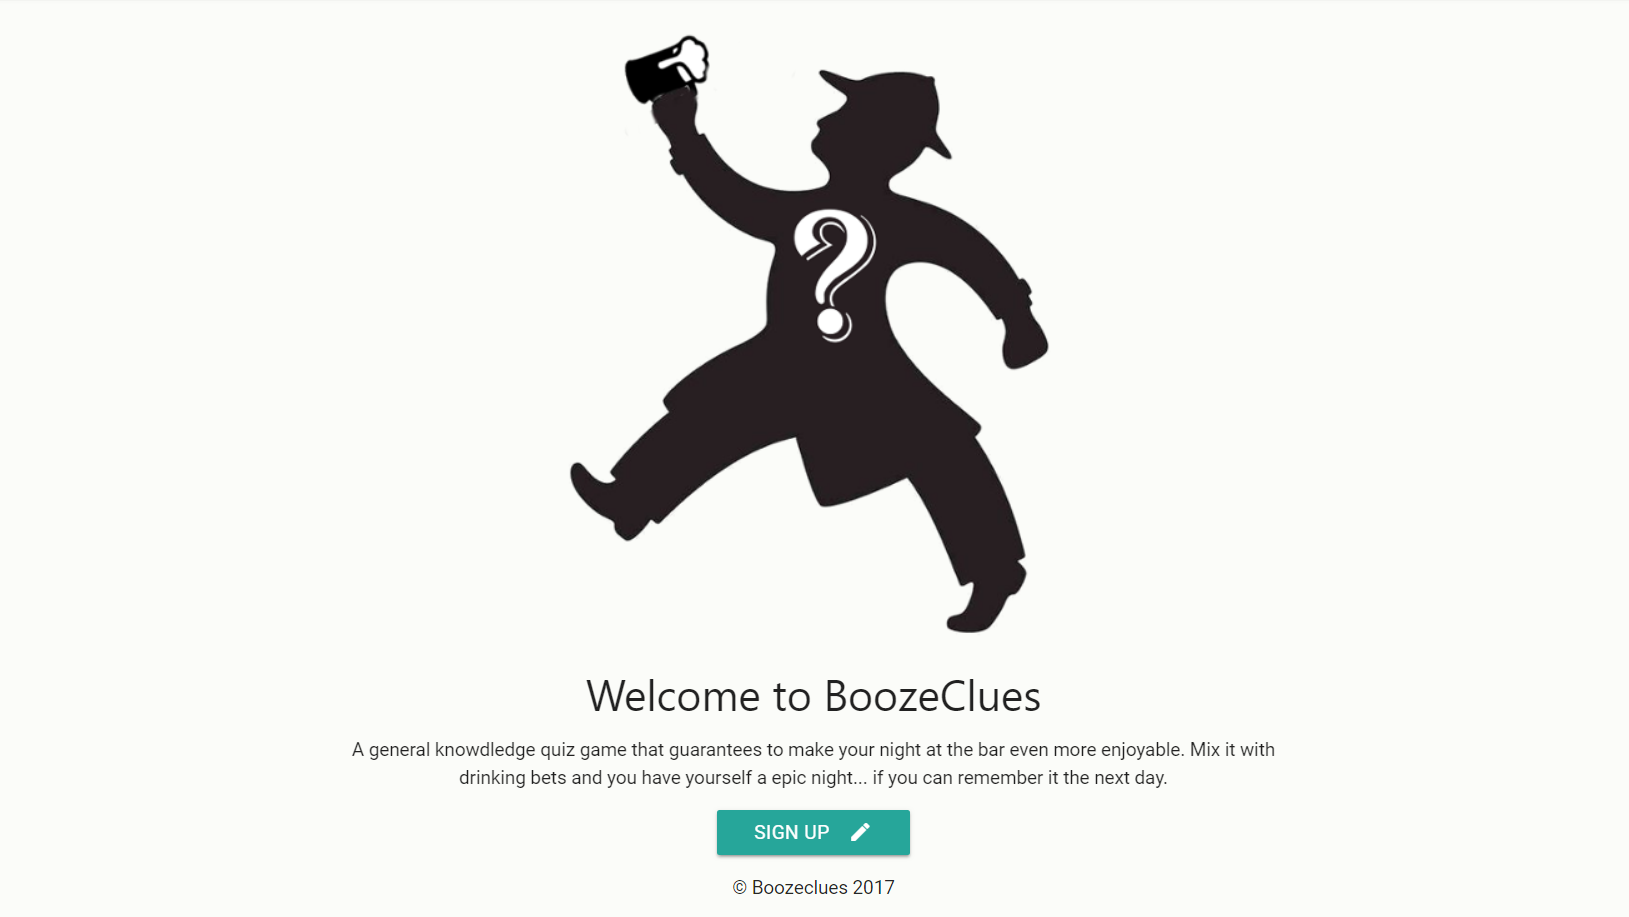 ?
Welcome to BoozeClues
A general knowdledge quiz game that guarantees to make your night at the bar even more enjoyable. Mix it with
drinking bets and you have yourself a epic night... if you can remember it the next day.
SIGN UP
© Boozeclues 2017